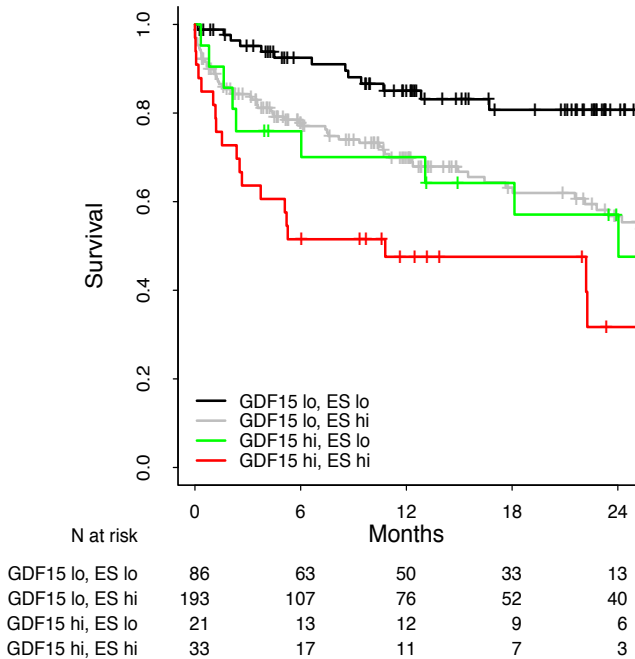 1.0
0.8
0.6
0.4
0.2
0.0
Survival
GDF15 lo, ES lo
GDF15 lo, ES hi
GDF15 hi, ES lo
GDF15 hi, ES hi
0 6 12 18 24
N at risk Months
GDF15 lo, ES lo 86 63 50 33 13
GDF15 lo, ES hi 193 107 76 52 40
GDF15 hi, ES lo 21 13 12 9 6
GDF15 hi, ES hi 33 17 11 7 3